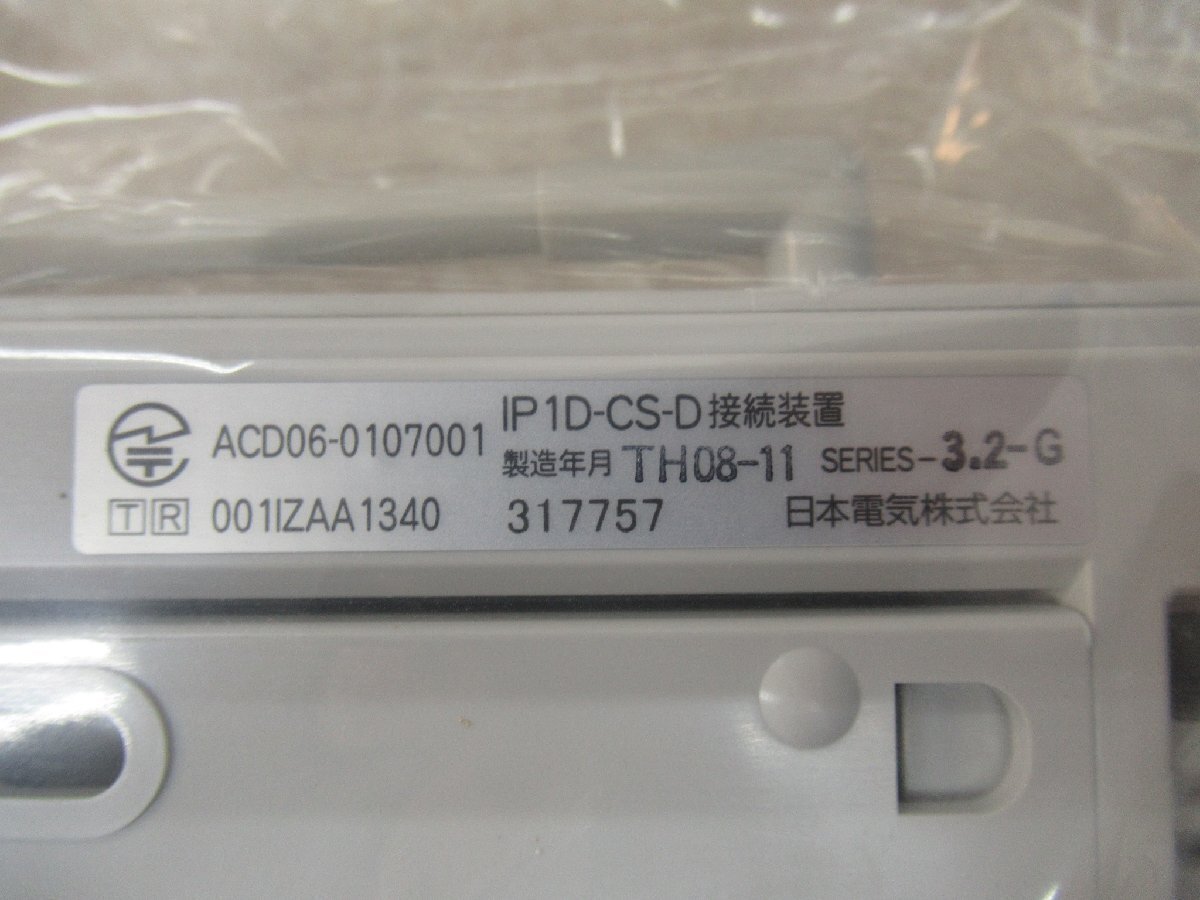 IP1D-CS-D接続装置
ACD06-0107001
製造年月 TH08-11 SERIES-3.2-G
T R 001IZAA1340 317757 日本電気株式会社